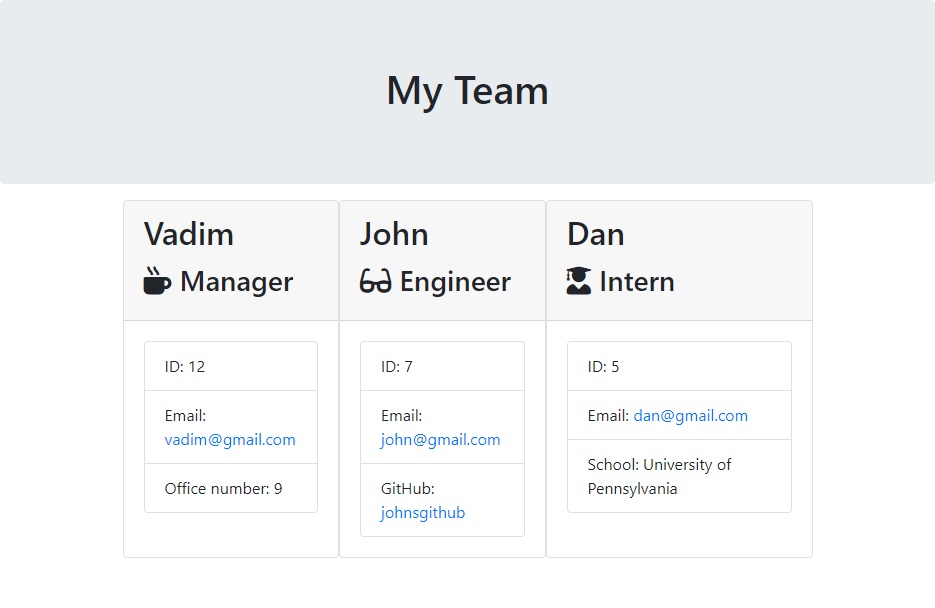 My Team
Vadim
Manager
ID: 12
Email:
vadim@gmail.com
Office number: 9
John
Engineer
ID: 7
Email:
john@gmail.com
GitHub:
johnsgithub
Dan
Intern
ID: 5
Email: dan@gmail.com
School: University of
Pennsylvania